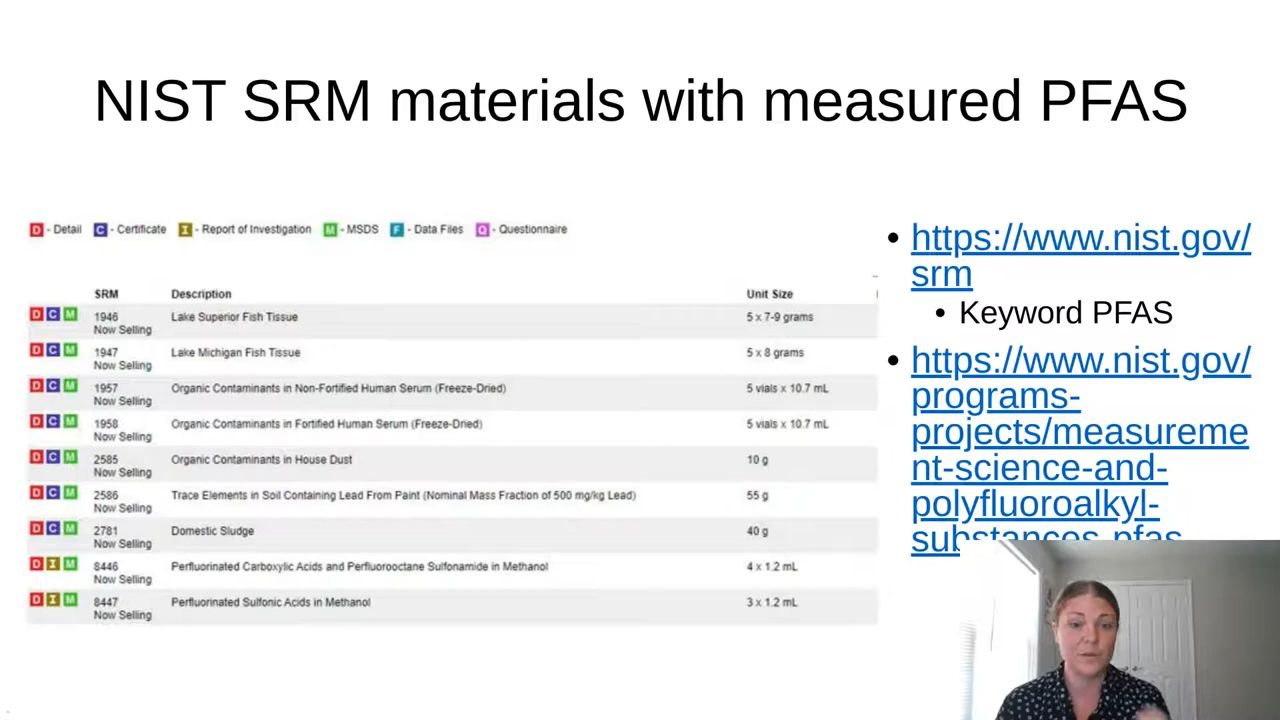 NIST SRM materials with measured PFAS
D - Detail C - Certificate I - Report of Investigation M - MSDS F - Data Files Q - Questionnaire
SRM Description Unit Size
D C M 1946 Lake Superior Fish Tissue 5 x 7-9 grams
Now Selling
D C M 1947 Lake Michigan Fish Tissue 5 x 8 grams
Now Selling
D C M 1957 Organic Contaminants in Non-Fortified Human Serum (Freeze-Dried) 5 vials x 10.7 mL
Now Selling
D C M 1958 Organic Contaminants in Fortified Human Serum (Freeze-Dried) 5 vials x 10.7 mL
Now Selling
D C M 2585 Organic Contaminants in House Dust 10 g
Now Selling
D C M 2586 Trace Elements in Soil Containing Lead From Paint (Nominal Mass Fraction of 500 mg/kg Lead) 55 g
Now Selling
D C M 2781 Domestic Sludge 40 g
Now Selling
D I M 8446 Perfluorinated Carboxylic Acids and Perfluorooctane Sulfonamide in Methanol 4 x 1.2 mL
Now Selling
D I M 8447 Perfluorinated Sulfonic Acids in Methanol 3 x 1.2 mL
Now Selling
• https://www.nist.gov/
srm
• Keyword PFAS
• https://www.nist.gov/
programs-
projects/measureme
nt-science-and-
polyfluoroalkyl-
substances-pfas